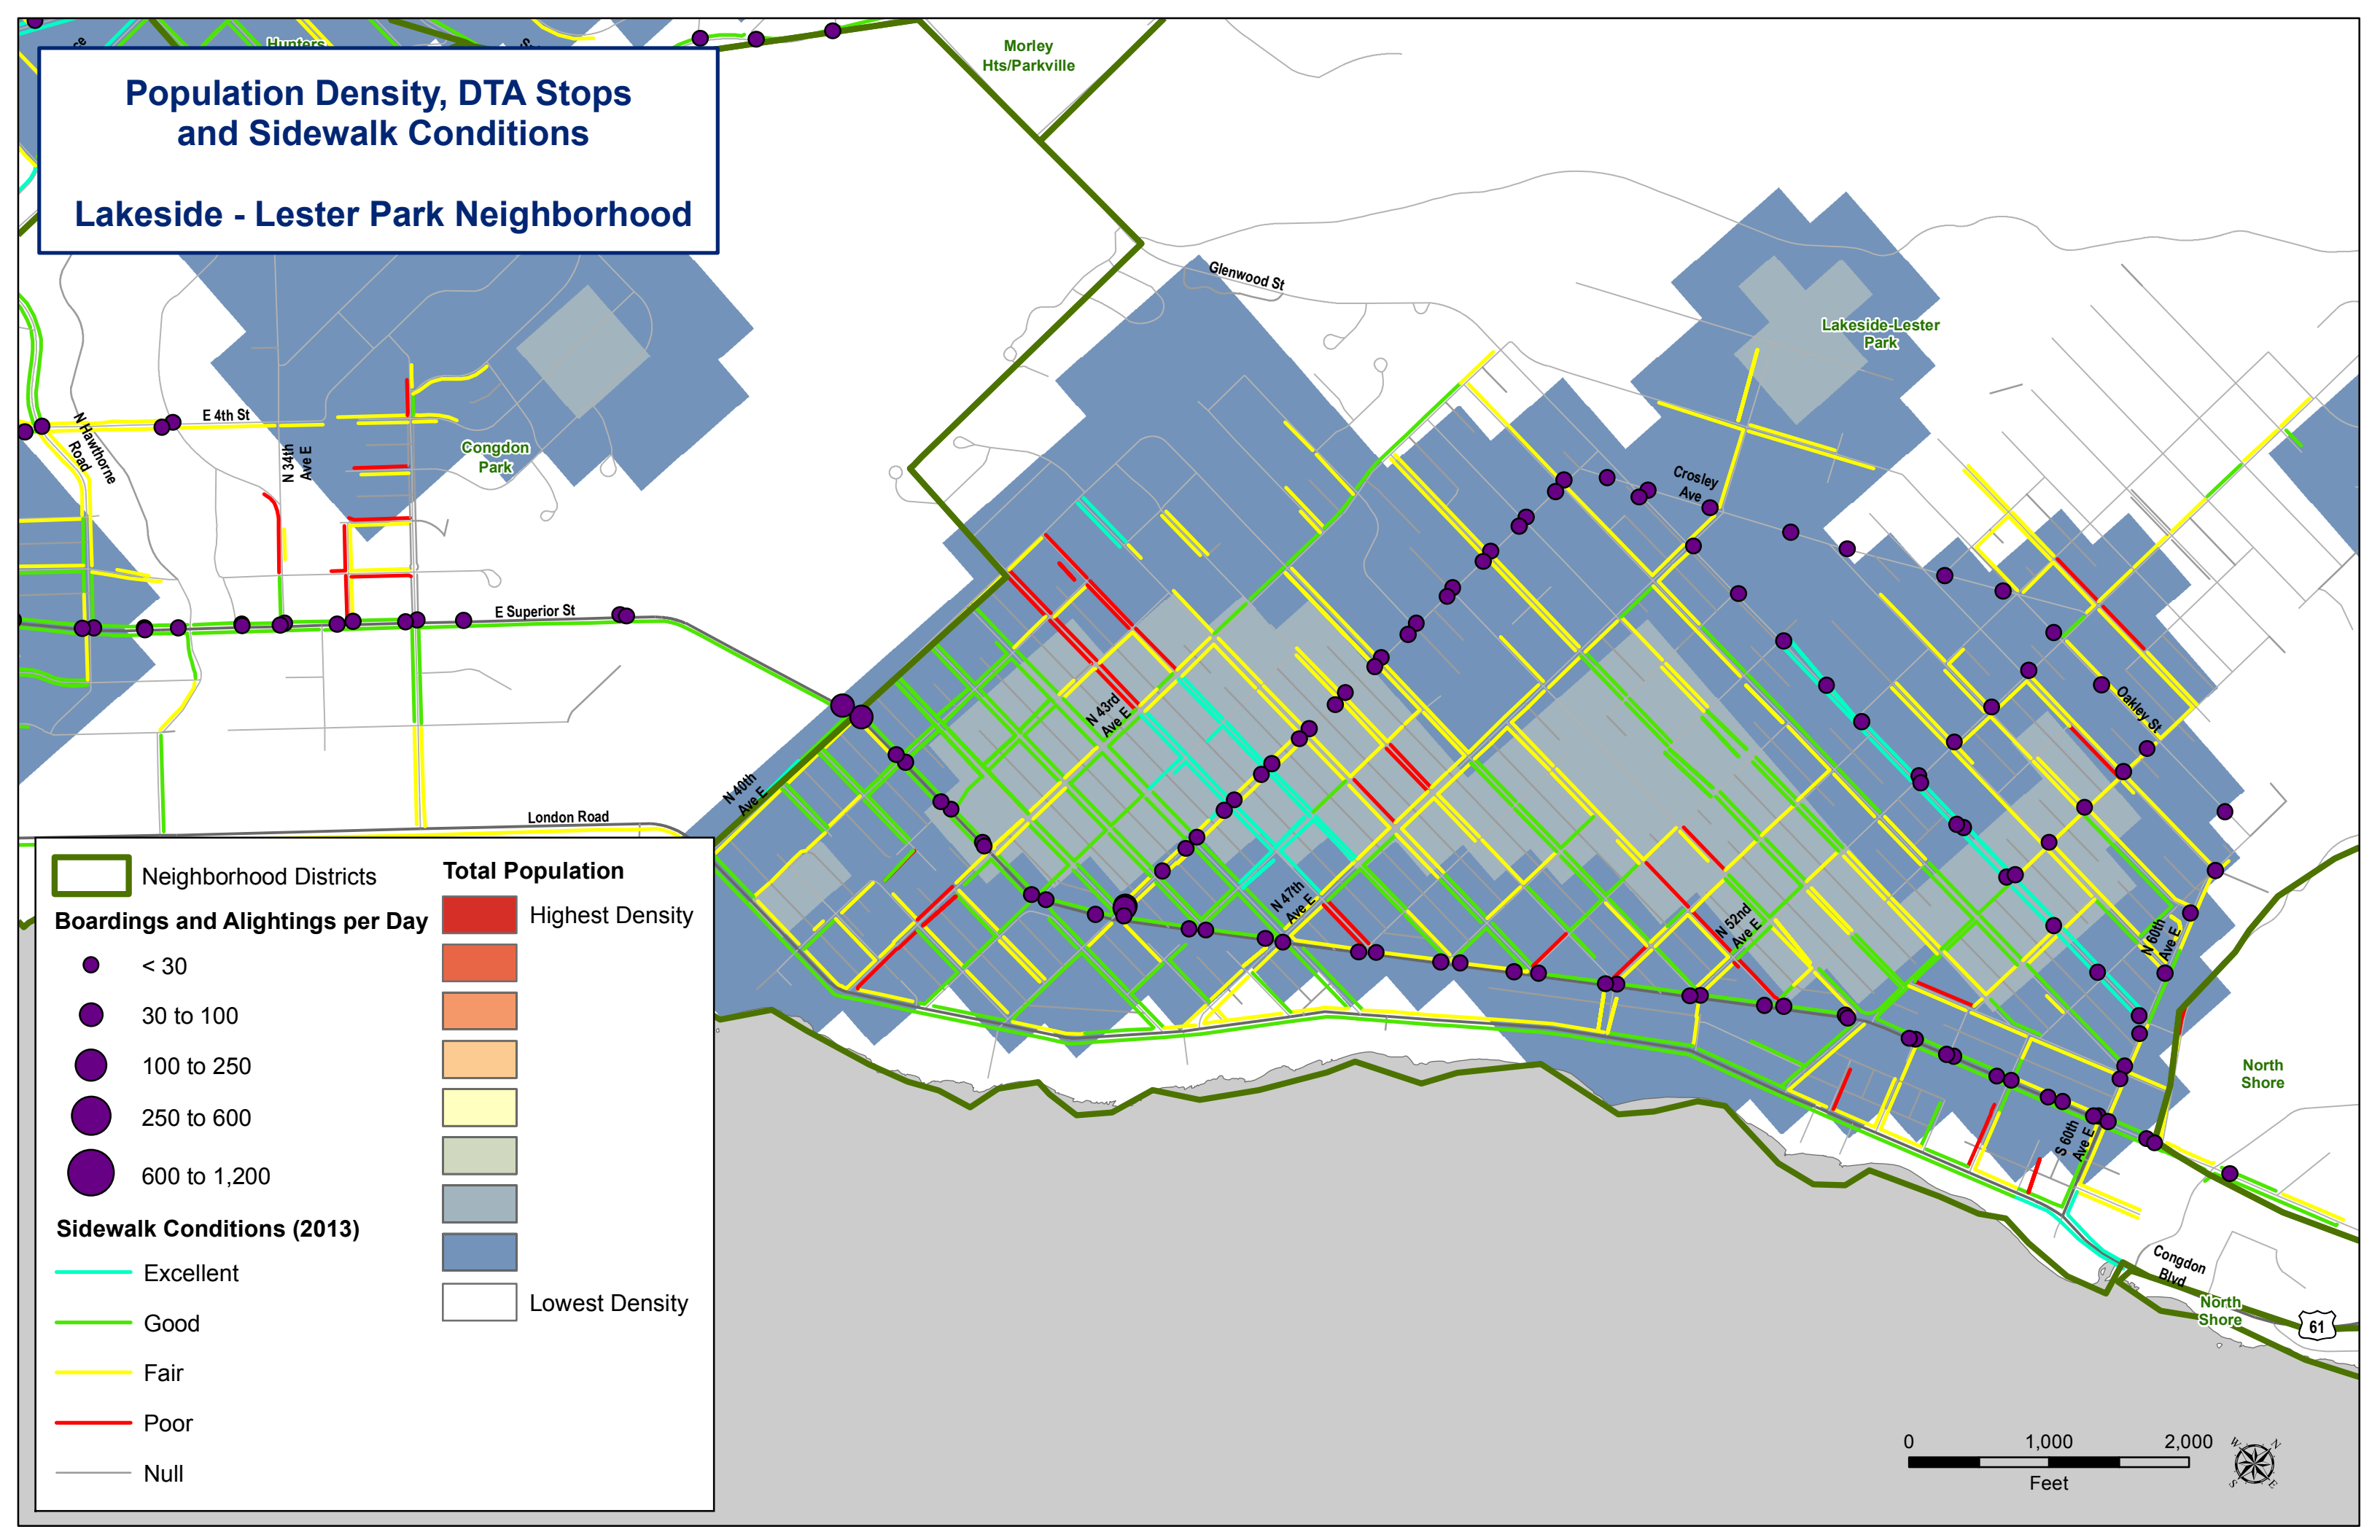 Population Density, DTA Stops
and Sidewalk Conditions
Lakeside - Lester Park Neighborhood
Hunters
Morley
Hts/Parkville
Glenwood St
Lakeside-Lester
Park
E 4th St
N Hawthorne
Road
N 34th
Ave E
Congdon
Park
Crosley
Ave
E Superior St
N 43rd
Ave E
Oakley St
N 40th
Ave E
London Road
N 47th
Ave E
N 52nd
Ave E
N 60th
Ave E
North
Shore
S 60th
Ave E
Congdon
Blvd
North
Shore
61
Neighborhood Districts
Boardings and Alightings per Day
< 30
30 to 100
100 to 250
250 to 600
600 to 1,200
Sidewalk Conditions (2013)
Excellent
Good
Fair
Poor
Null
Total Population
Highest Density
Lowest Density
0 1,000 2,000
Feet
W N
S E